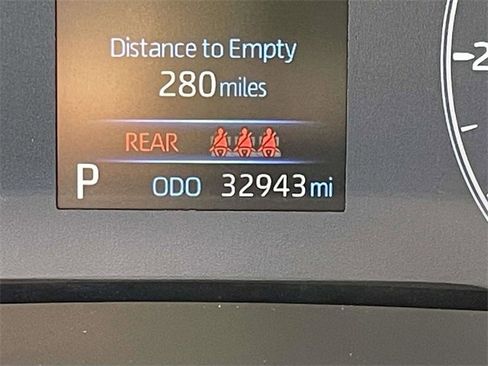 Distance to Empty
280 miles
REAR
P ODO 32943 mi